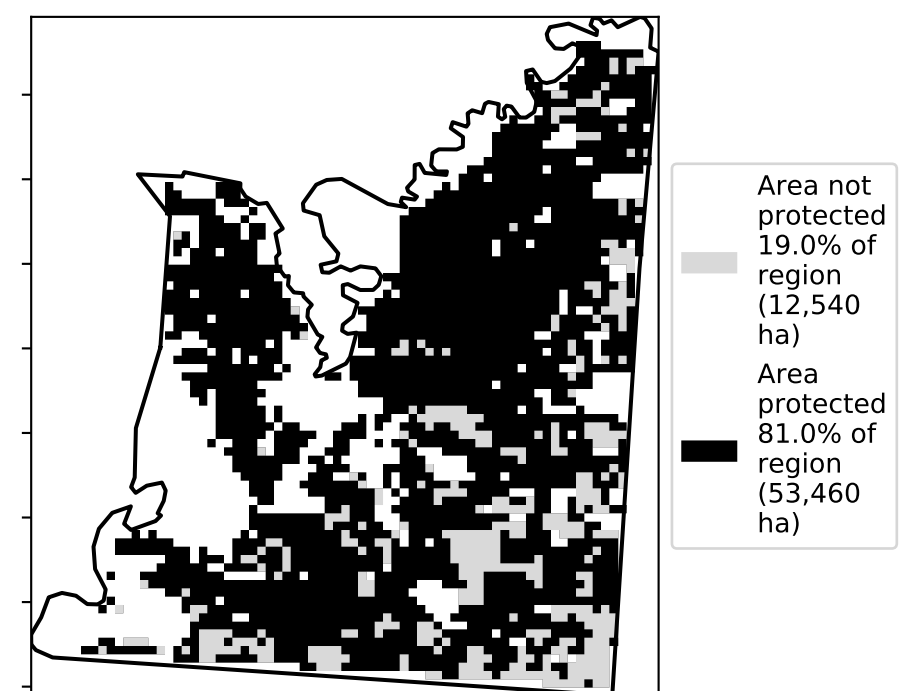 Area not
protected
19.0% of
region
(12,540
ha)
Area
protected
81.0% of
region
(53,460
ha)